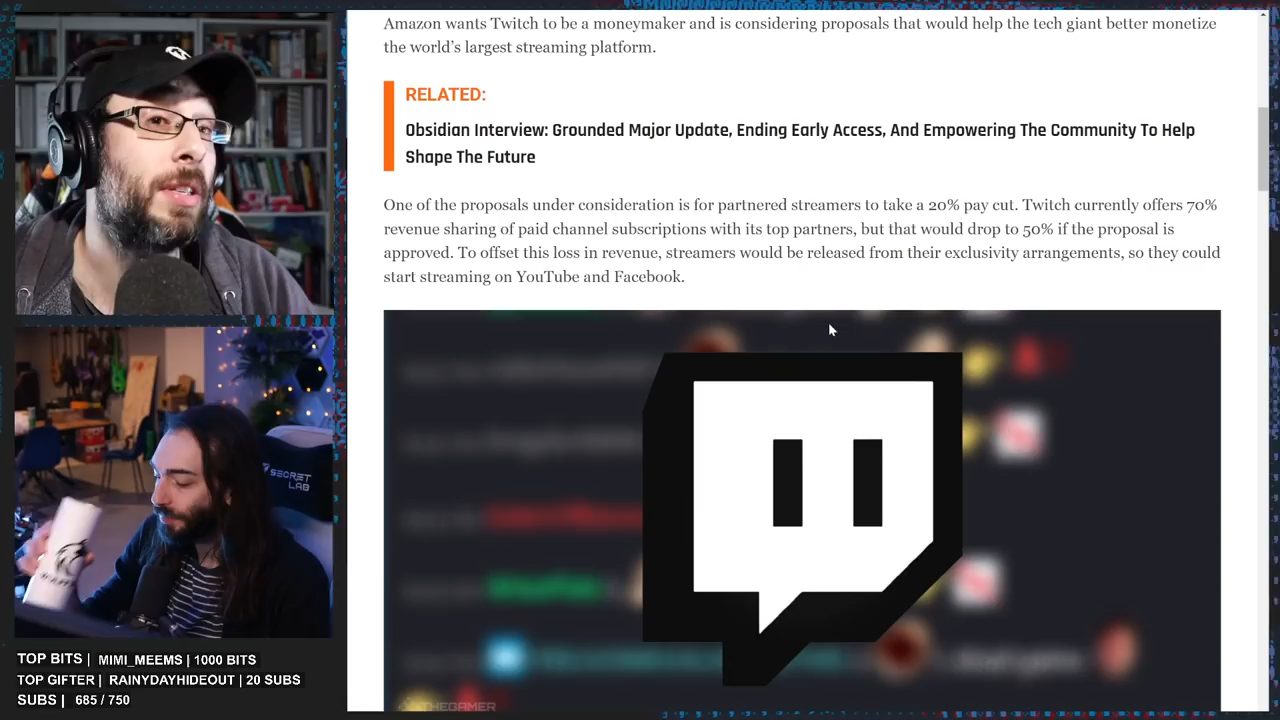 Amazon wants Twitch to be a moneymaker and is considering proposals that would help the tech giant better monetize
the world's largest streaming platform.
RELATED:
Obsidian Interview: Grounded Major Update, Ending Early Access, And Empowering The Community To Help
Shape The Future
One of the proposals under consideration is for partnered streamers to take a 20% pay cut. Twitch currently offers 70%
revenue sharing of paid channel subscriptions with its top partners, but that would drop to 50% if the proposal is
approved. To offset this loss in revenue, streamers would be released from their exclusivity arrangements, so they could
start streaming on YouTube and Facebook.
SECRET
LAB
THEGAMER
TOP BITS | MIMI_MEEMS | 1000 BITS
TOP GIFTER | RAINYDAYHIDEOUT | 20 SUBS
SUBS | 685 / 750